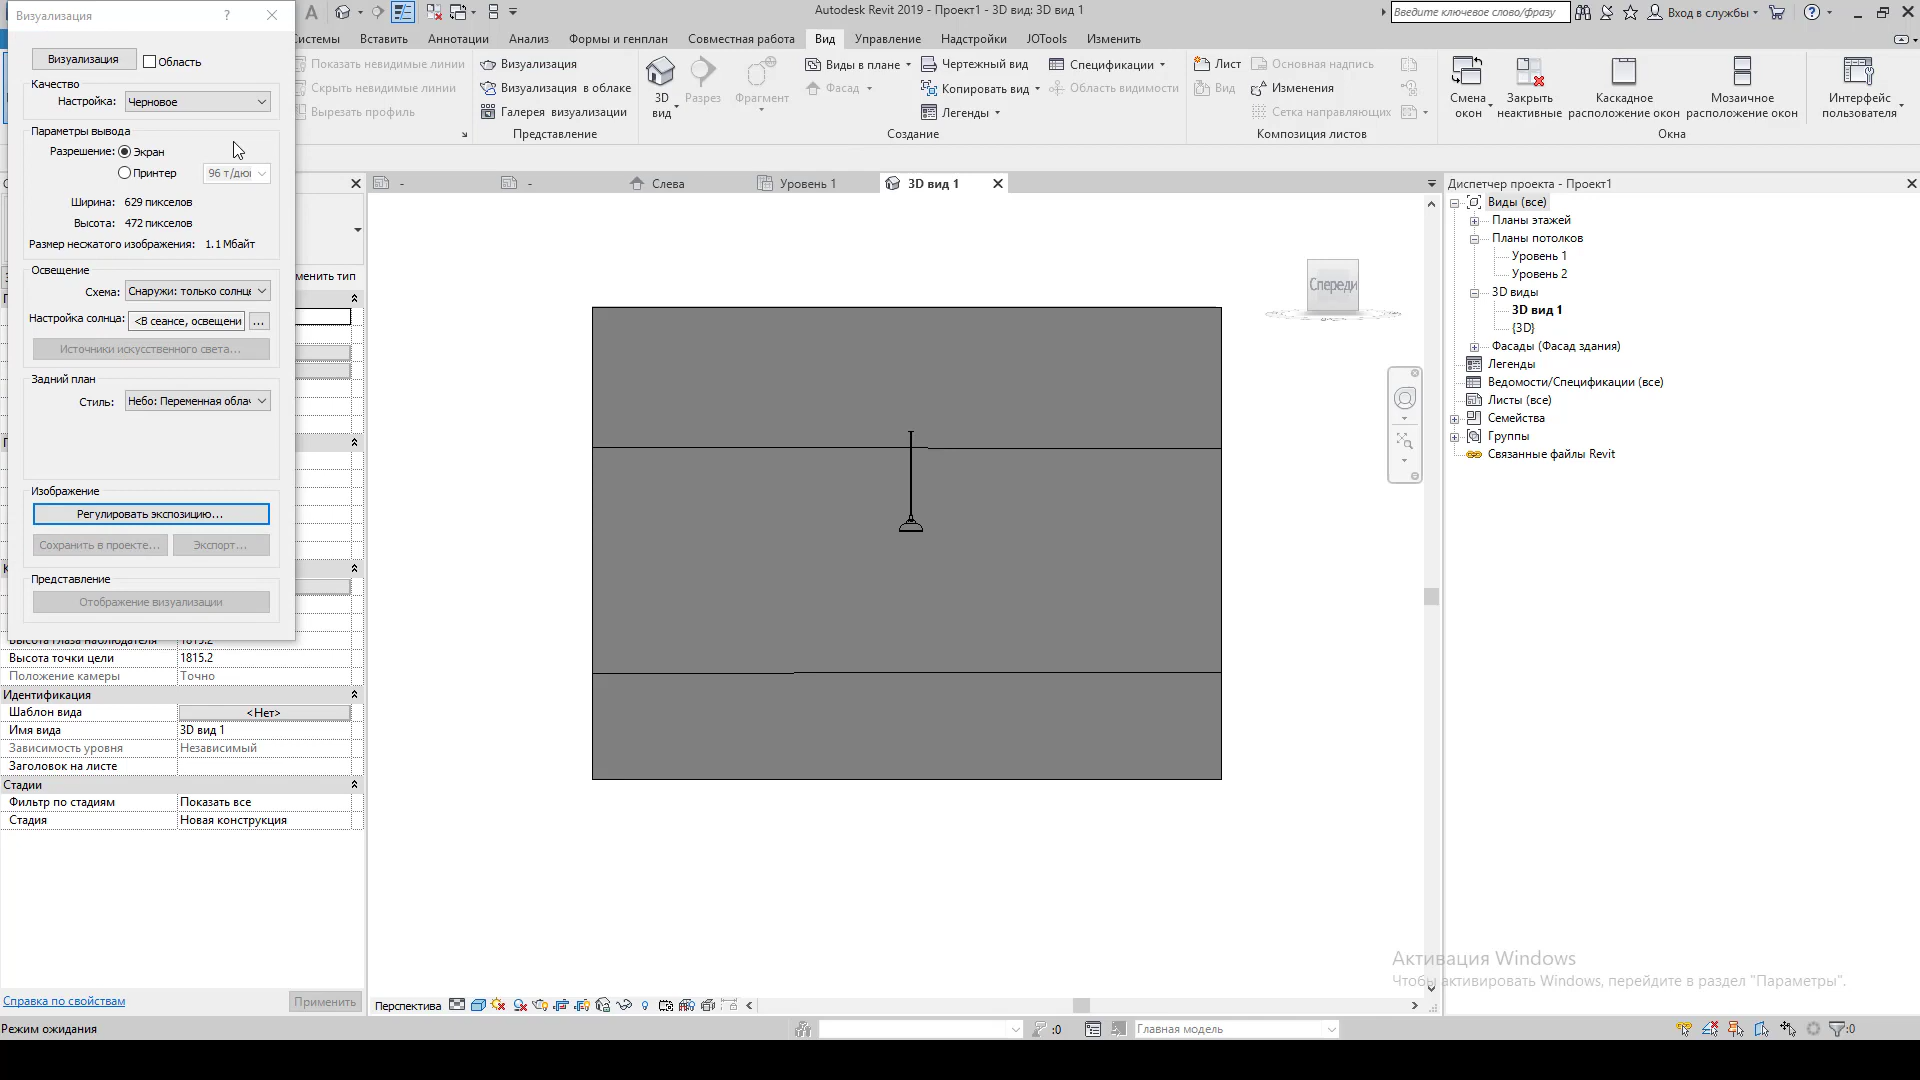 Визуализация
Autodesk Revit 2019 - Проект1 - 3D вид: 3D вид 1
Введите ключевое слово/фразу
Вход в службы
истемы
Вставить
Аннотации
Анализ
Формы и генплан
Совместная работа
Вид
Управление
Надстройки
JOTools
Изменить
Визуализация
Область
Качество
Настройка:
Черновое
Параметры вывода
Разрешение:
Экран
Принтер
96 т/дюй
Ширина:
629 пикселов
Высота:
472 пикселов
Размер несжатого изображения:
1.1 Мбайт
Освещение
Схема:
Снаружи: только солнце
Настройка солнца:
<В сеансе, освещени
...
Источники искусственного света...
Задний план
Стиль:
Небо: Переменная облач
Изображение
Регулировать экспозицию...
Сохранить в проекте...
Экспорт...
Представление
Отображение визуализации
Показать невидимые линии
Скрыть невидимые линии
Вырезать профиль
Визуализация
Визуализация в облаке
Галерея визуализации
Представление
3D
вид
Разрез
Фрагмент
Виды в плане
Фасад
Чертежный вид
Копировать вид
Легенды
Спецификации
Область видимости
Создание
Лист
Вид
Основная надпись
Изменения
Сетка направляющих
Композиция листов
Смена
окон
Закрыть
неактивные
Каскадное
расположение окон
Мозаичное
расположение окон
Окна
Интерфейс
пользователя
-
-
Слева
Уровень 1
3D вид 1
менить тип
Спереди
Высота глаза наблюдателя
1815.2
Высота точки цели
1815.2
Положение камеры
Точно
Идентификация
Шаблон вида
<Нет>
Имя вида
3D вид 1
Зависимость уровня
Независимый
Заголовок на листе
Стадии
Фильтр по стадиям
Показать все
Стадия
Новая конструкция
Справка по свойствам
Применить
Диспетчер проекта - Проект1
Виды (все)
Планы этажей
Планы потолков
Уровень 1
Уровень 2
3D виды
3D вид 1
{3D}
Фасады (Фасад здания)
Легенды
Ведомости/Спецификации (все)
Листы (все)
Семейства
Группы
Связанные файлы Revit
Активация Windows
Чтобы активировать Windows, перейдите в раздел "Параметры".
Перспектива
Режим ожидания
:0
Главная модель
:0